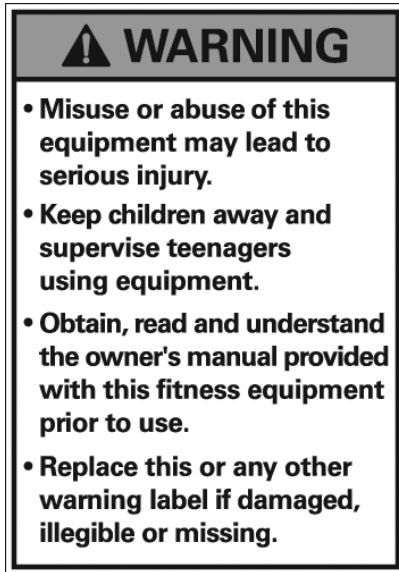 WARNING
• Misuse or abuse of this
equipment may lead to
serious injury.
• Keep children away and
supervise teenagers
using equipment.
• Obtain, read and understand
the owner's manual provided
with this fitness equipment
prior to use.
• Replace this or any other
warning label if damaged,
illegible or missing.